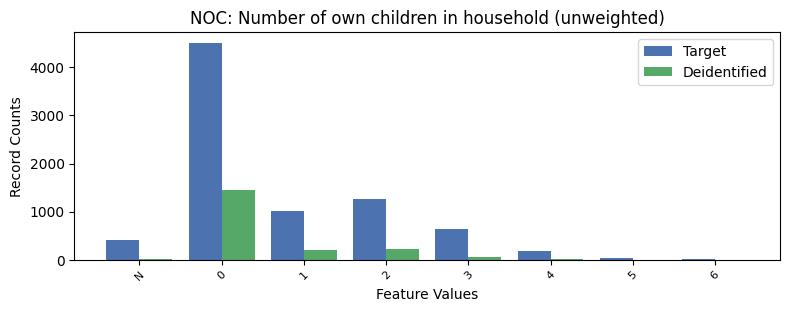 NOC: Number of own children in household (unweighted)
Target
Deidentified
Record Counts
4000
3000
2000
1000
0
N 0 1 2 3 4 5 6
Feature Values